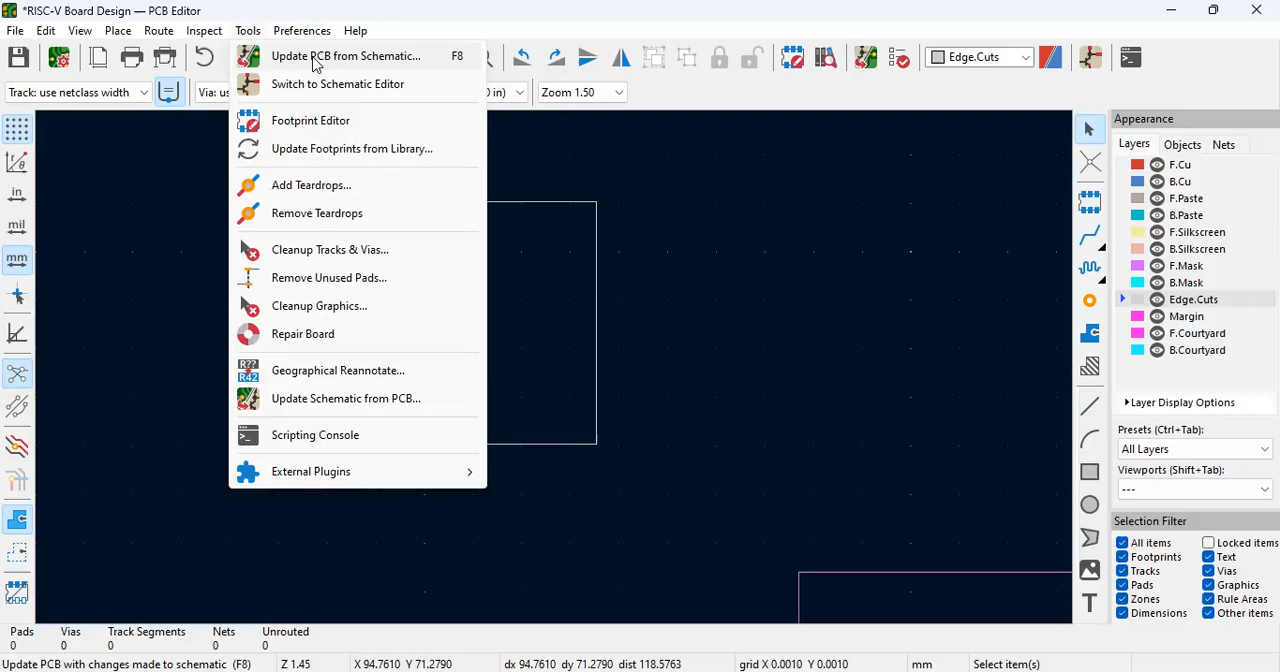 *RISC-V Board Design — PCB Editor
File Edit View Place Route Inspect Tools Preferences Help
Edge.Cuts
Track: use netclass width
0 in)
Zoom 1.50
Update PCB from Schematic... F8
Switch to Schematic Editor
Footprint Editor
Update Footprints from Library...
Add Teardrops...
Remove Teardrops
Cleanup Tracks & Vias...
Remove Unused Pads...
Cleanup Graphics...
Repair Board
R??
R42
Geographical Reannotate...
Update Schematic from PCB...
Scripting Console
External Plugins
in
mil
mm
Appearance
Layers Objects Nets
F.Cu
B.Cu
F.Paste
B.Paste
F.Silkscreen
B.Silkscreen
F.Mask
B.Mask
Edge.Cuts
Margin
F.Courtyard
B.Courtyard
Layer Display Options
Presets (Ctrl+Tab):
All Layers
Viewports (Shift+Tab):
---
Selection Filter
All items Locked items
Footprints Text
Tracks Vias
Pads Graphics
Zones Rule Areas
Dimensions Other items
Pads Vias Track Segments Nets Unrouted
0 0 0 0 0
Update PCB with changes made to schematic (F8) Z 1.45 X 94.7610 Y 71.2790 dx 94.7610 dy 71.2790 dist 118.5763 grid X 0.0010 Y 0.0010 mm Select item(s)